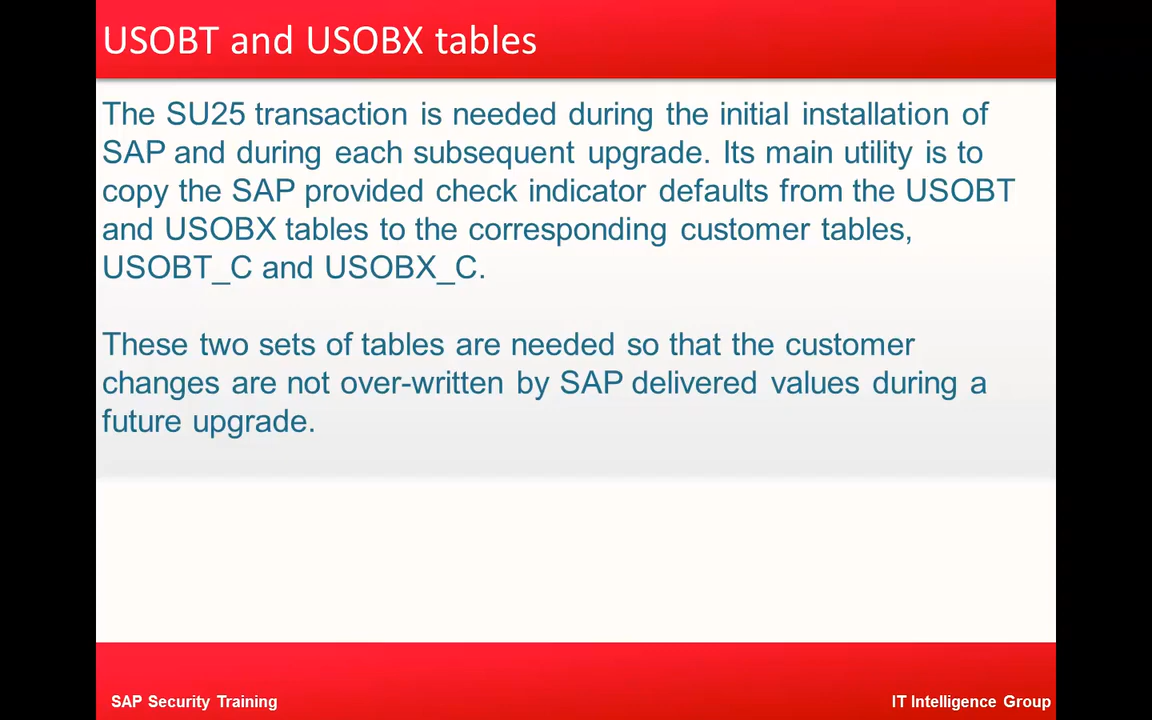 USOBT and USOBX tables
The SU25 transaction is needed during the initial installation of
SAP and during each subsequent upgrade. Its main utility is to
copy the SAP provided check indicator defaults from the USOBT
and USOBX tables to the corresponding customer tables,
USOBT_C and USOBX_C.
These two sets of tables are needed so that the customer
changes are not over-written by SAP delivered values during a
future upgrade.
SAP Security Training
IT Intelligence Group